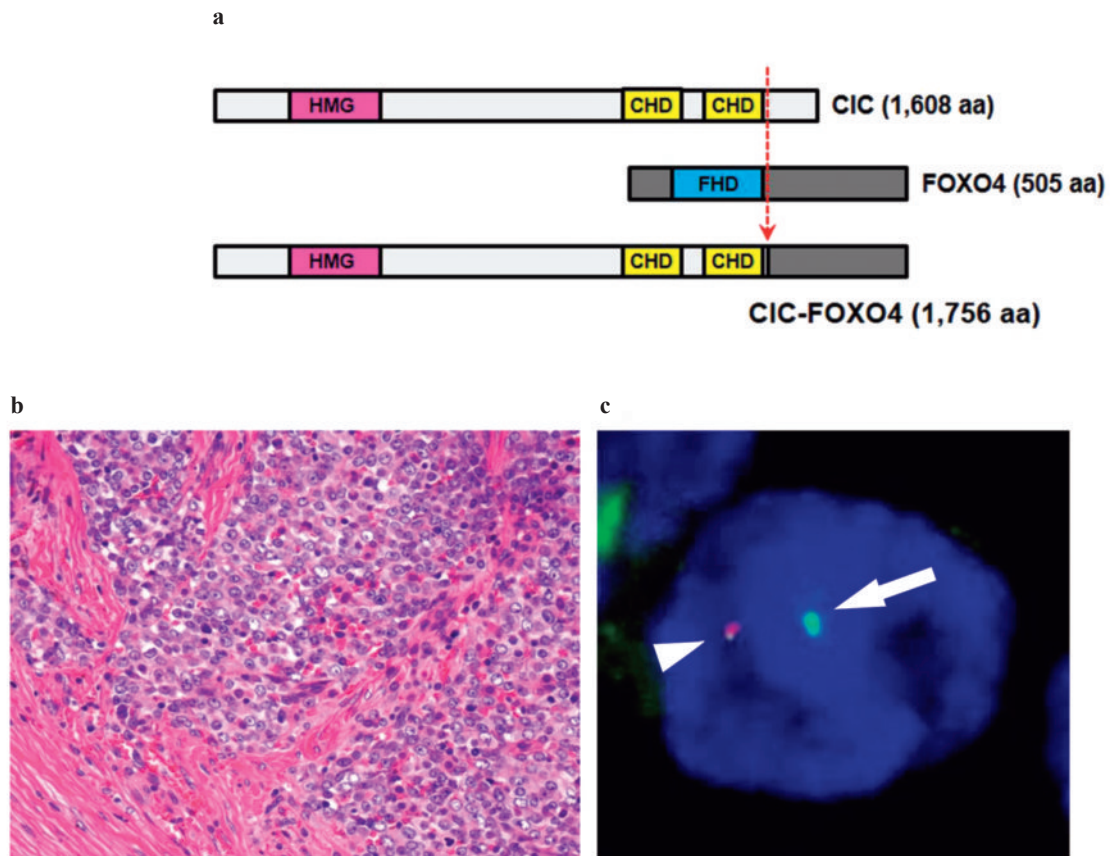 a
HMG
CHD
CHD
CIC (1,608 aa)
FHD
FOXO4 (505 aa)
HMG
CHD
CHD
CIC-FOXO4 (1,756 aa)
b
c